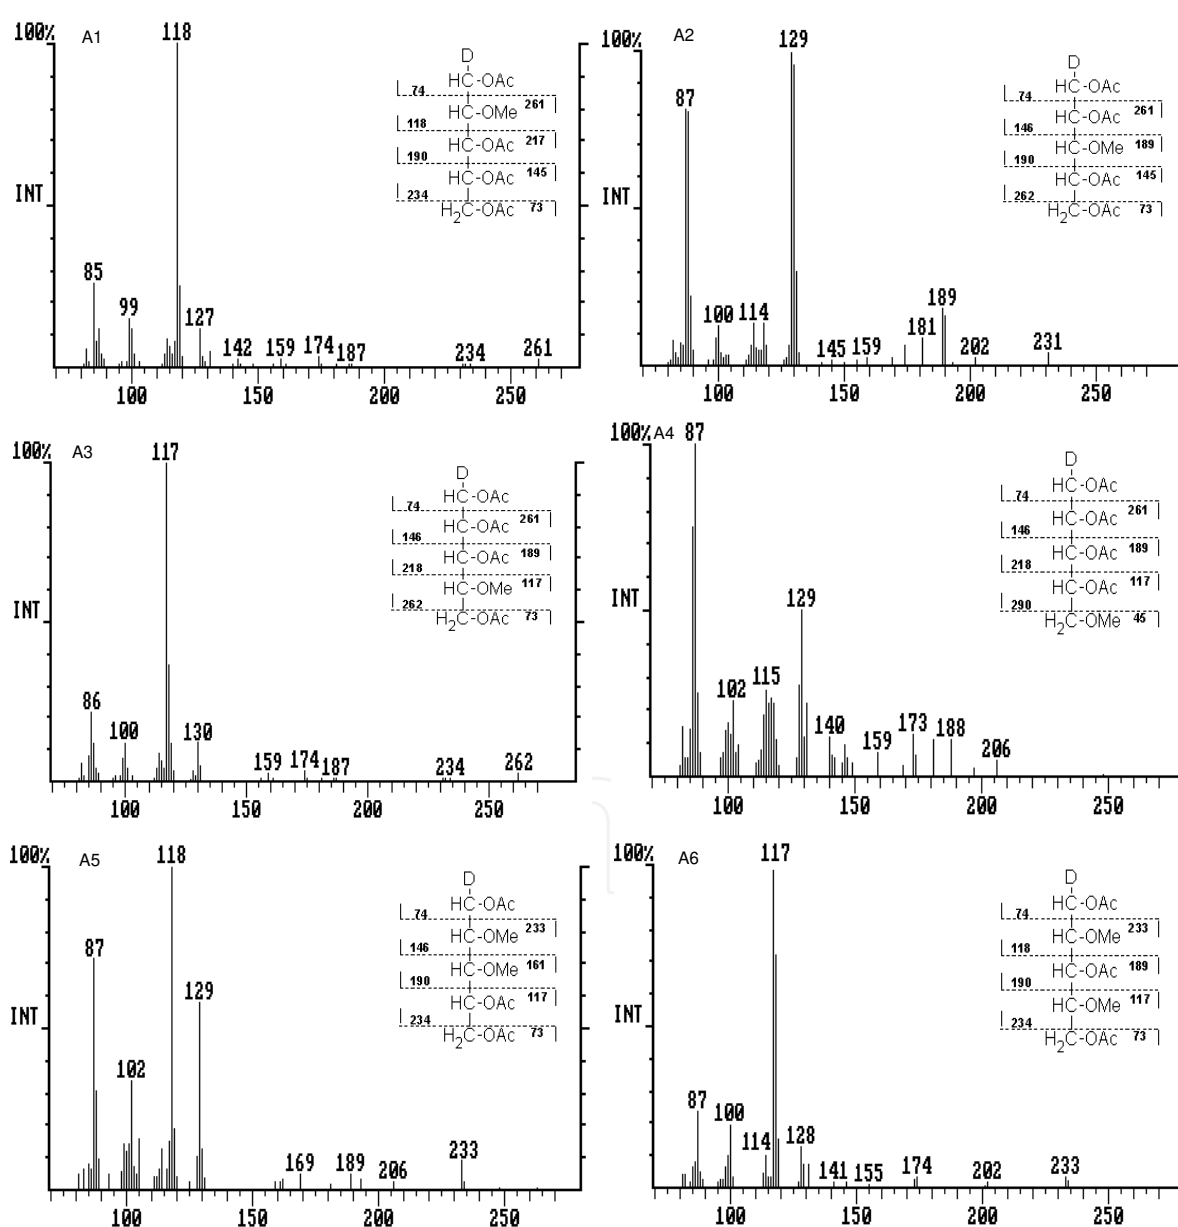 100% A1 118
D
HC-OAc
74
HC-OMe 261
118
HC-OAc 217
190
HC-OAc 145
234
H2C-OAc 73
INT
85
99
127
142 159 174 187 234 261
100 150 200 250
100% A2 129
87
D
HC-OAc
74
HC-OAc 261
146
HC-OMe 189
190
HC-OAc 145
262
H2C-OAc 73
INT
100 114 189
181
145 159 202 231
100 150 200 250
100% A3 117
D
HC-OAc
74
HC-OAc 261
146
HC-OAc 189
218
HC-OMe 117
262
H2C-OAc 73
INT
86
100 130
159 174 187 234 262
100 150 200 250
100% A4 87
D
HC-OAc
74
HC-OAc 261
146
HC-OAc 189
218
HC-OAc 117
290
H2C-OMe 45
INT
129
102 115
140 159 173 188 206
100 150 200 250
100% A5 118
87
D
HC-OAc
74
HC-OMe 233
146
HC-OMe 161
190
HC-OAc 117
234
H2C-OAc 73
INT
129
102
169 189 206 233
100 150 200 250
100% A6 117
D
HC-OAc
74
HC-OMe 233
118
HC-OAc 189
190
HC-OMe 117
234
H2C-OAc 73
INT
87 100
114 128
141 155 174 202 233
100 150 200 250